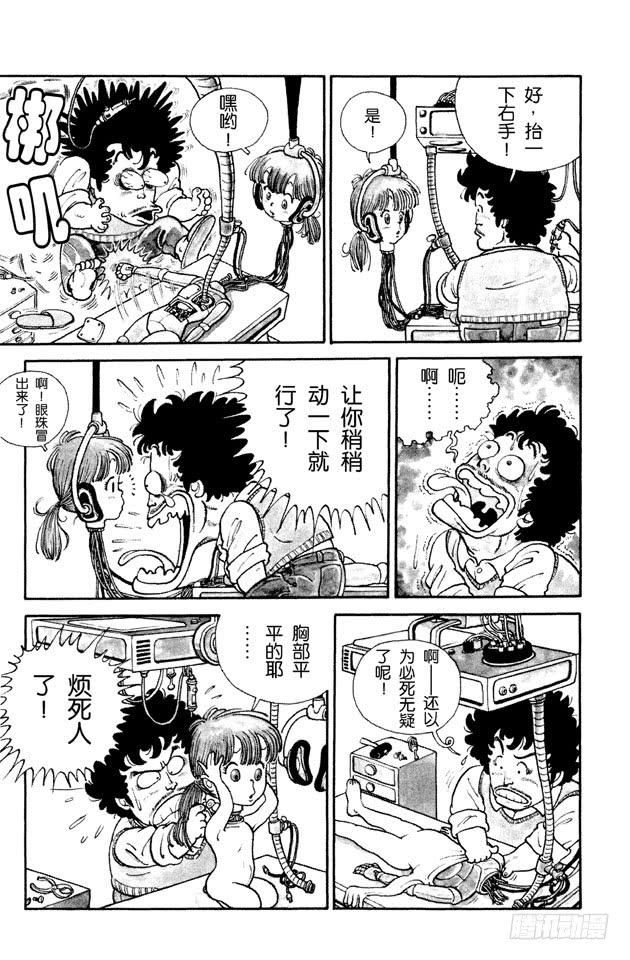 好，抬一
下右手！
是！
嘿哟！
梆
叽
呃……
啊……
让你稍稍
动一下就
行了！
啊！眼珠冒
出来了！
啊——还以
为必死无疑
了呢！
胸部平
平的耶
……
烦死人
了！
腾讯动漫